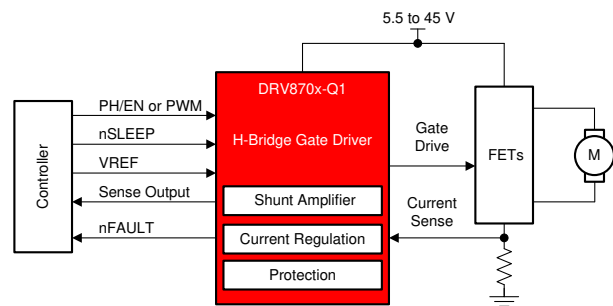 5.5 to 45 V
DRV870x-Q1
H-Bridge Gate Driver
Controller
PH/EN or PWM
nSLEEP
VREF
Sense Output
nFAULT
Shunt Amplifier
Current Regulation
Protection
Gate
Drive
Current
Sense
FETs
M